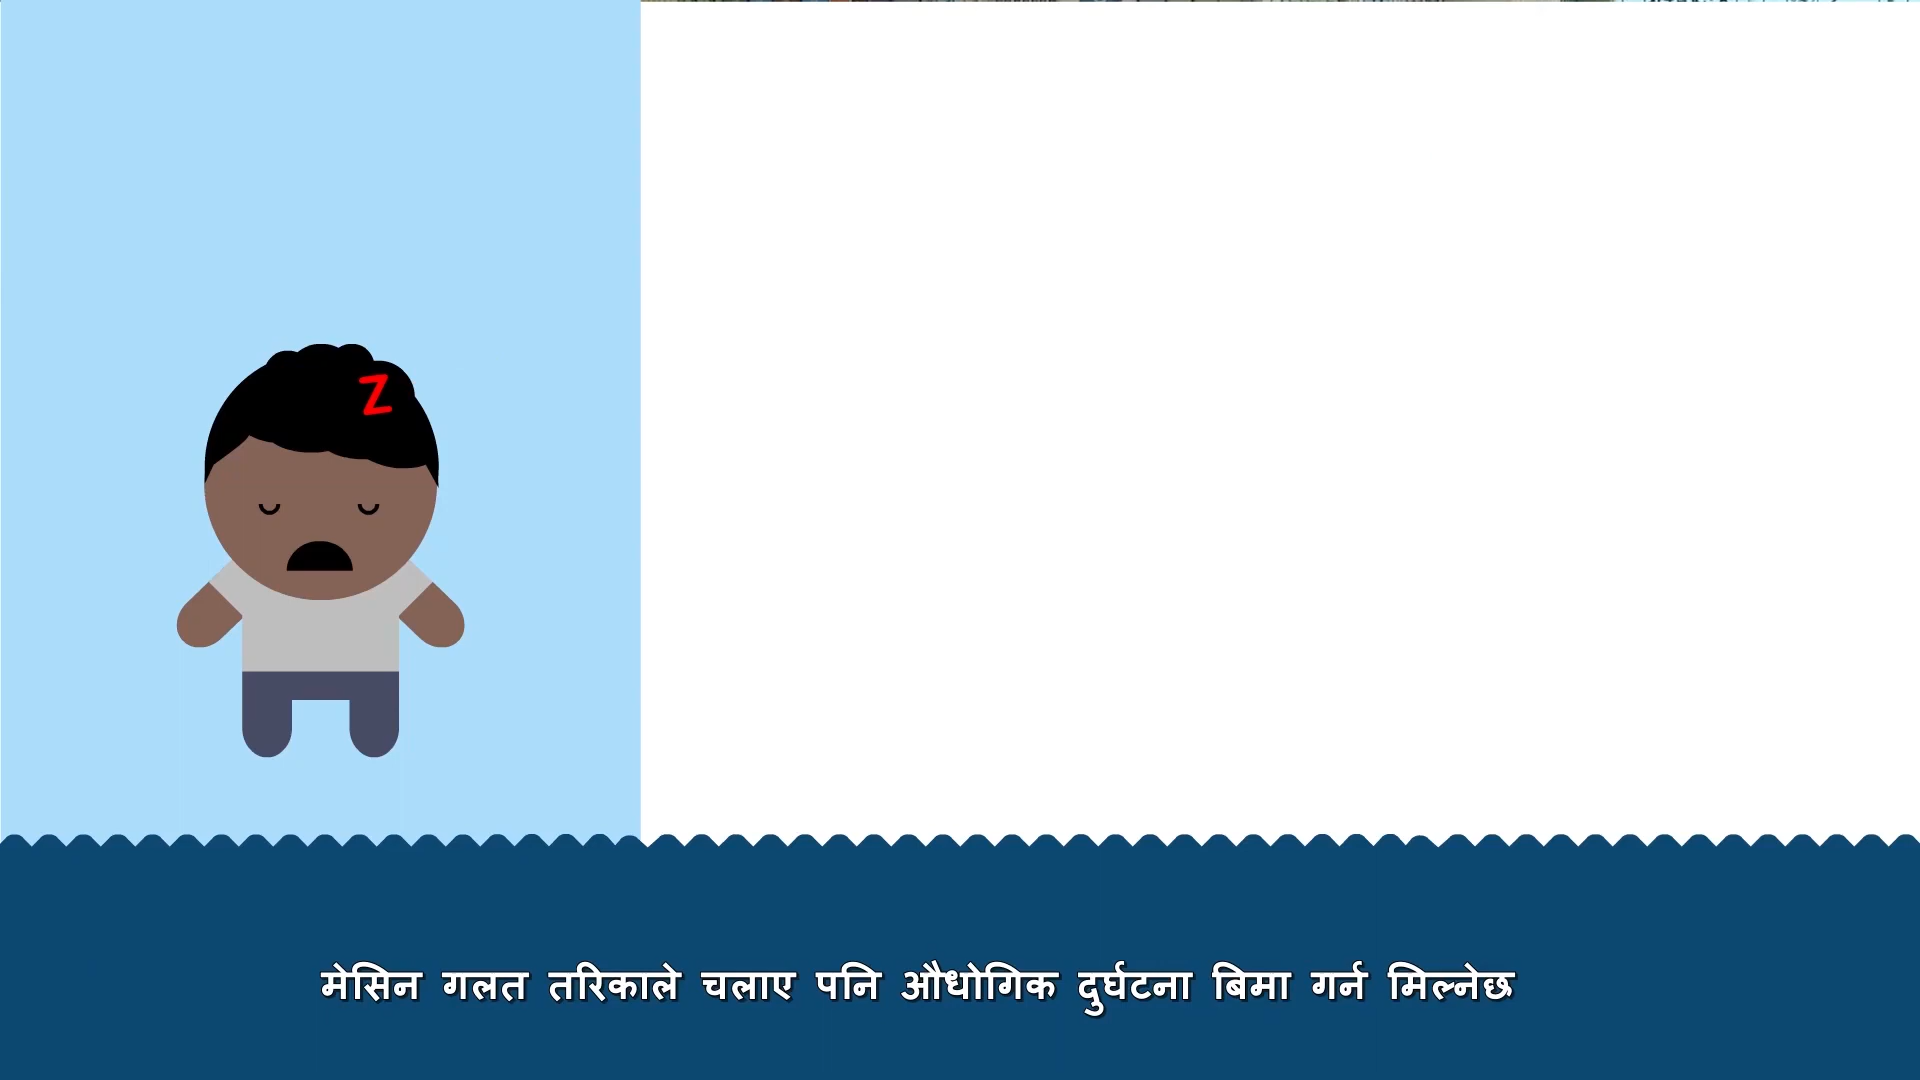 Z
मेसिन गलत तरिकाले चलाए पनि औधोगिक दुर्घटना बिमा गर्न मिल्नेछ